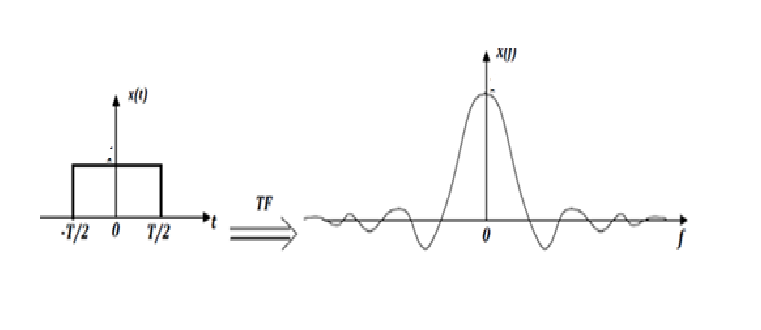 x(t)
-T/2 0 T/2 t
TF
X(f)
0
f